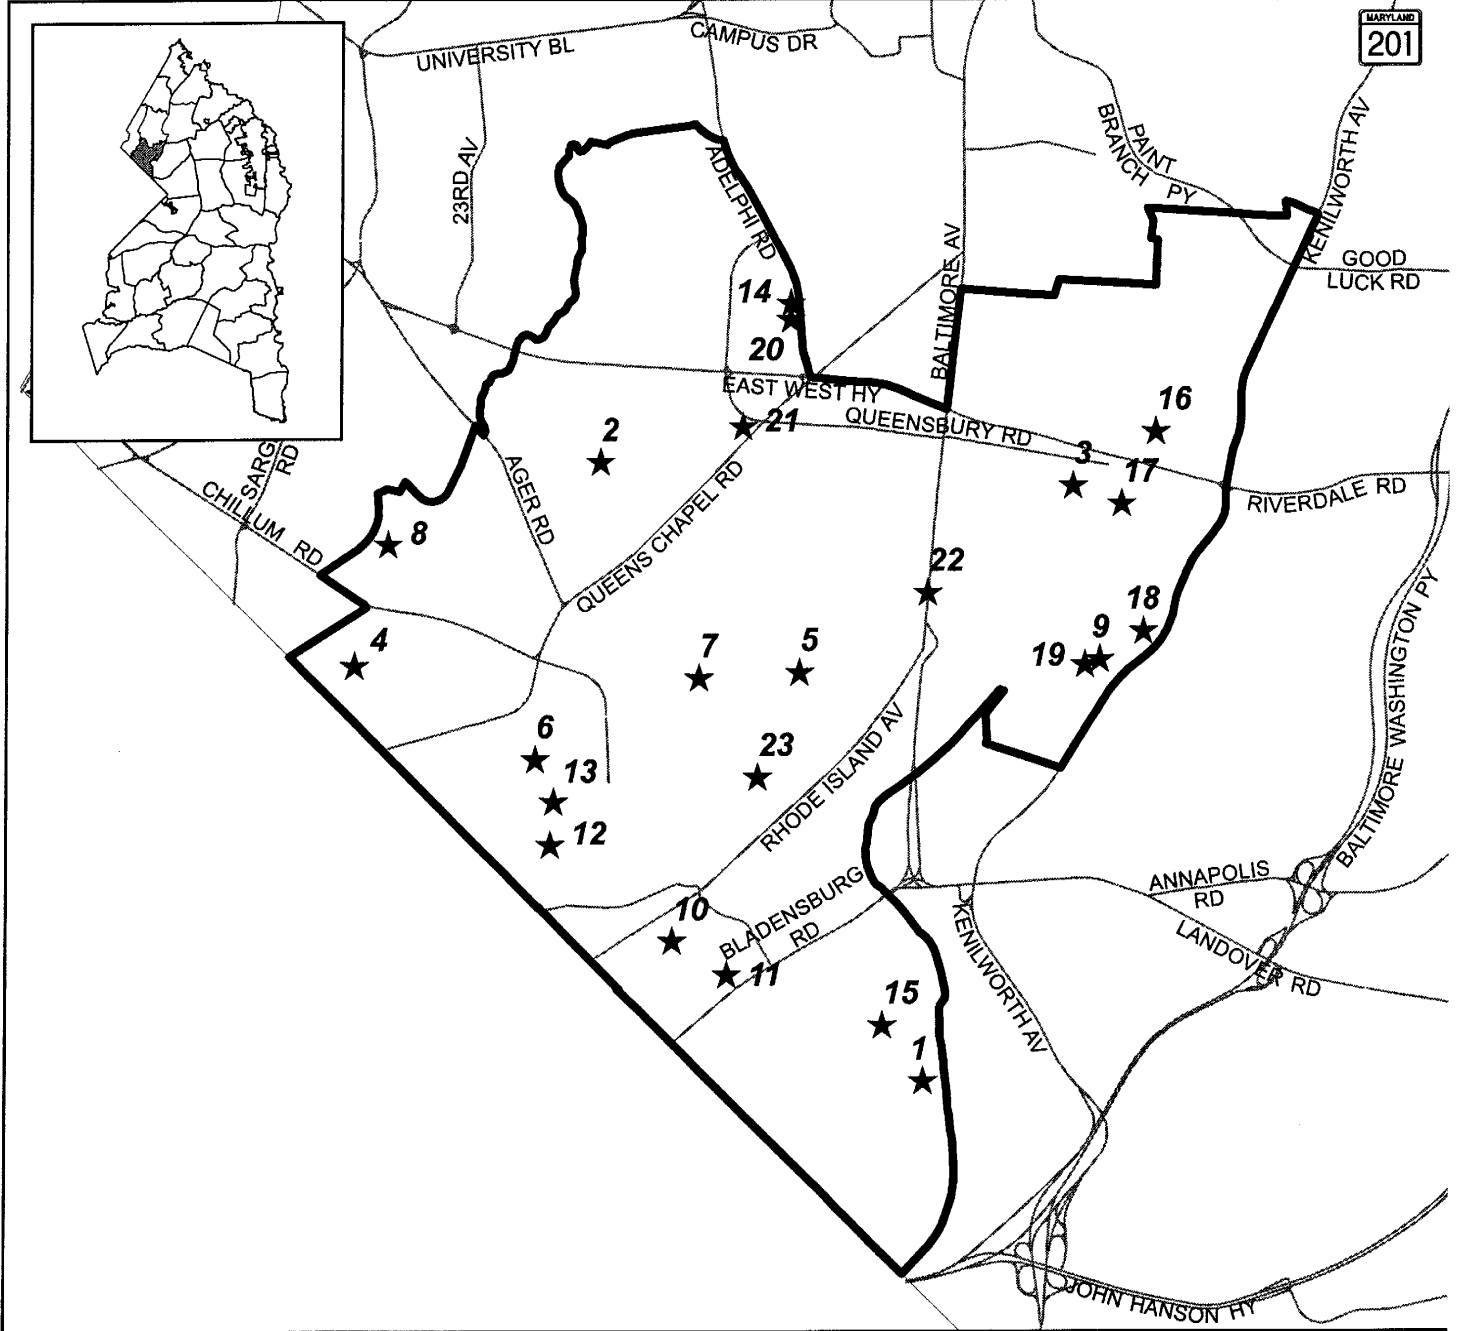 MARYLAND
201
UNIVERSITY BL
CAMPUS DR
23RD AV
ADELPHI RD
BALTIMORE AV
PAINT
BRANCH PY
KENILWORTH AV
GOOD
LUCK RD
14
20
EAST WEST HY
QUEENSBURY RD
16
2
21
3
17
RIVERDALE RD
SARG
RD
CHILLUM RD
AGER RD
QUEENS CHAPEL RD
8
22
18
9
19
4
7
5
6
13
12
23
RHODE ISLAND AV
BALTIMORE WASHINGTON PY
BLADENSBURG
RD
ANNAPOLIS
RD
LANDOVER RD
10
11
KENILWORTH AV
15
1
JOHN HANSON HY